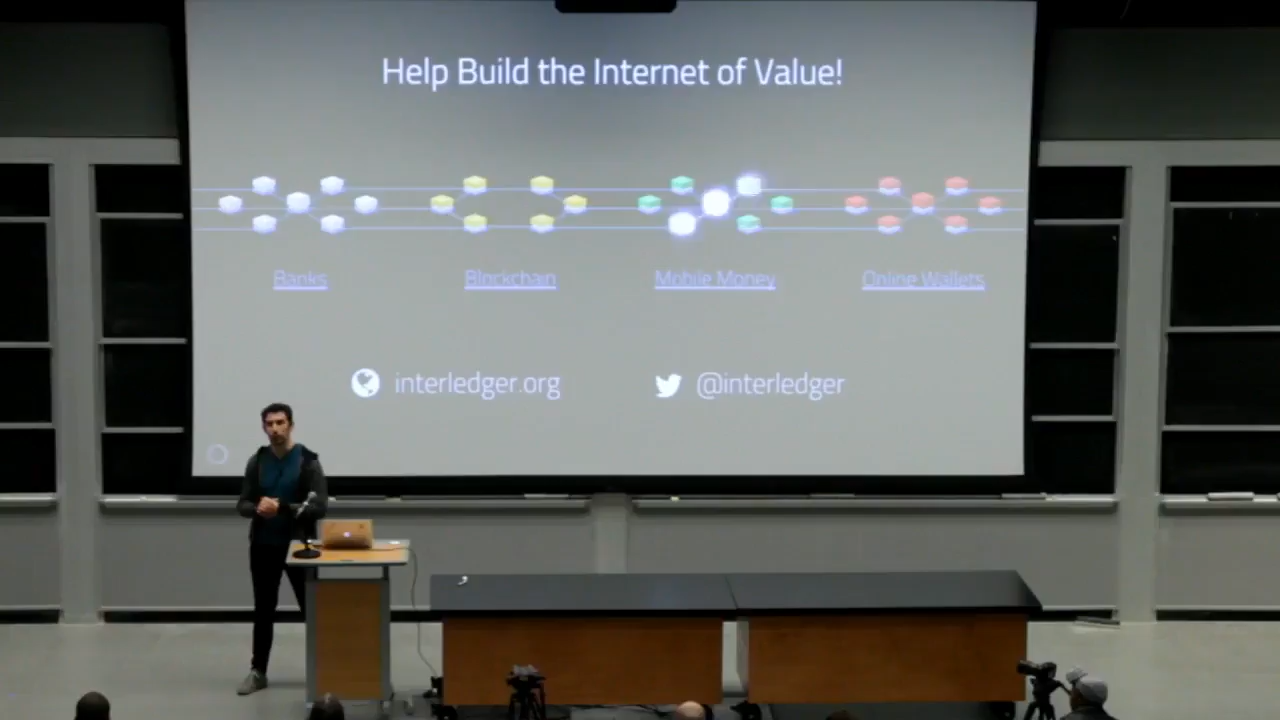 Help Build the Internet of Value!
Banks Blockchain Mobile Money Online Wallets
interledger.org @interledger